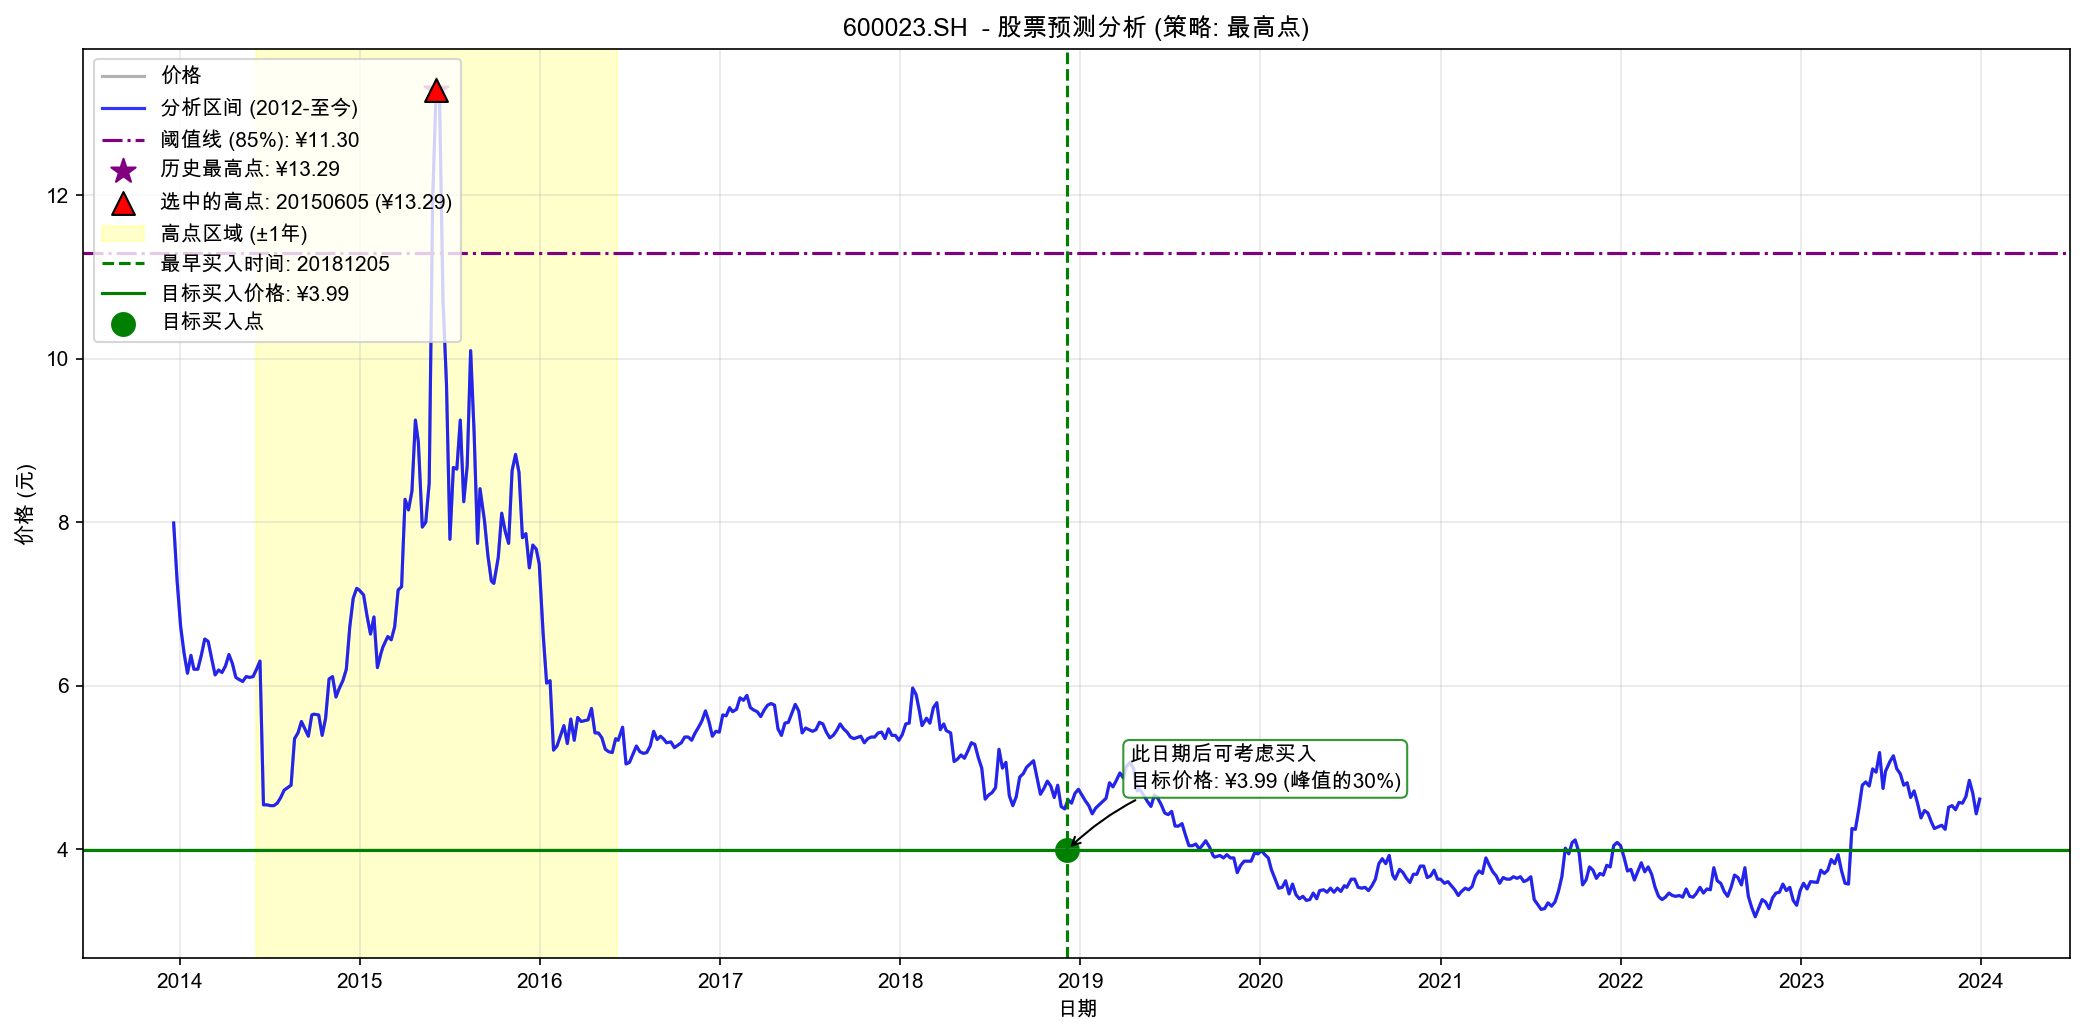 600023.SH - 股票预测分析 (策略: 最高点)
价格
分析区间 (2012-至今)
阈值线 (85%): ¥11.30
历史最高点: ¥13.29
选中的高点: 20150605 (¥13.29)
高点区域 (±1年)
最早买入时间: 20181205
目标买入价格: ¥3.99
目标买入点
价格 (元)
12
10
8
6
4
此日期后可考虑买入
目标价格: ¥3.99 (峰值的30%)
2014 2015 2016 2017 2018 2019 2020 2021 2022 2023 2024
日期